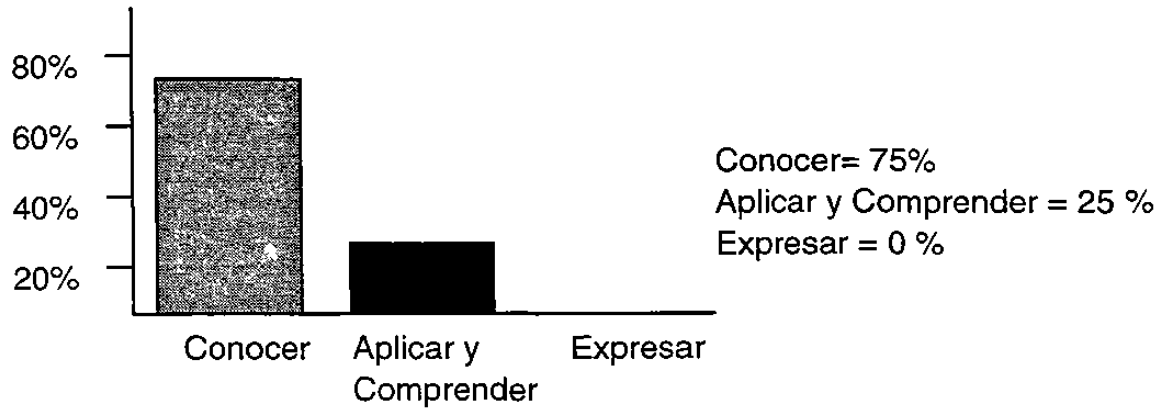 80%
60%
40%
20%
Conocer
Aplicar y
Comprender
Expresar
Conocer= 75%
Aplicar y Comprender = 25 %
Expresar = 0 %